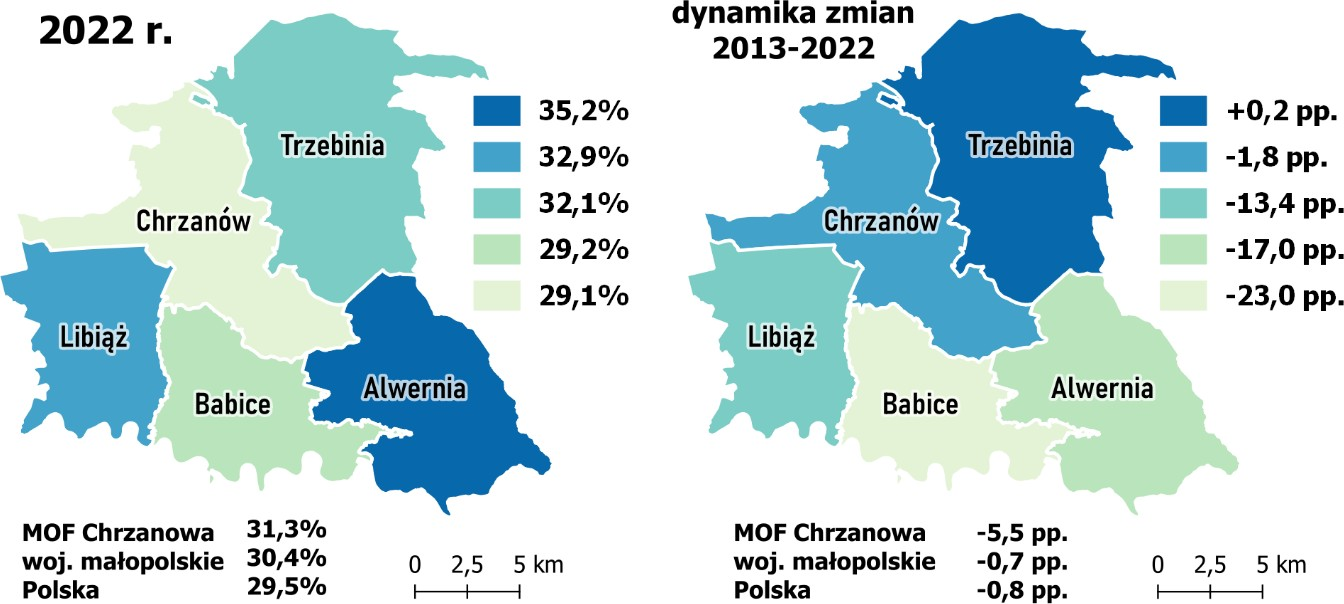 2022 r.
35,2%
32,9%
32,1%
29,2%
29,1%
Trzebinia
Chrzanów
Libiąż
Alwernia
Babice
MOF Chrzanowa 31,3%
woj. małopolskie 30,4%
Polska 29,5%
0 2,5 5 km
dynamika zmian
2013-2022
+0,2 pp.
-1,8 pp.
-13,4 pp.
-17,0 pp.
-23,0 pp.
Trzebinia
Chrzanów
Libiąż
Alwernia
Babice
MOF Chrzanowa -5,5 pp.
woj. małopolskie -0,7 pp.
Polska -0,8 pp.
0 2,5 5 km